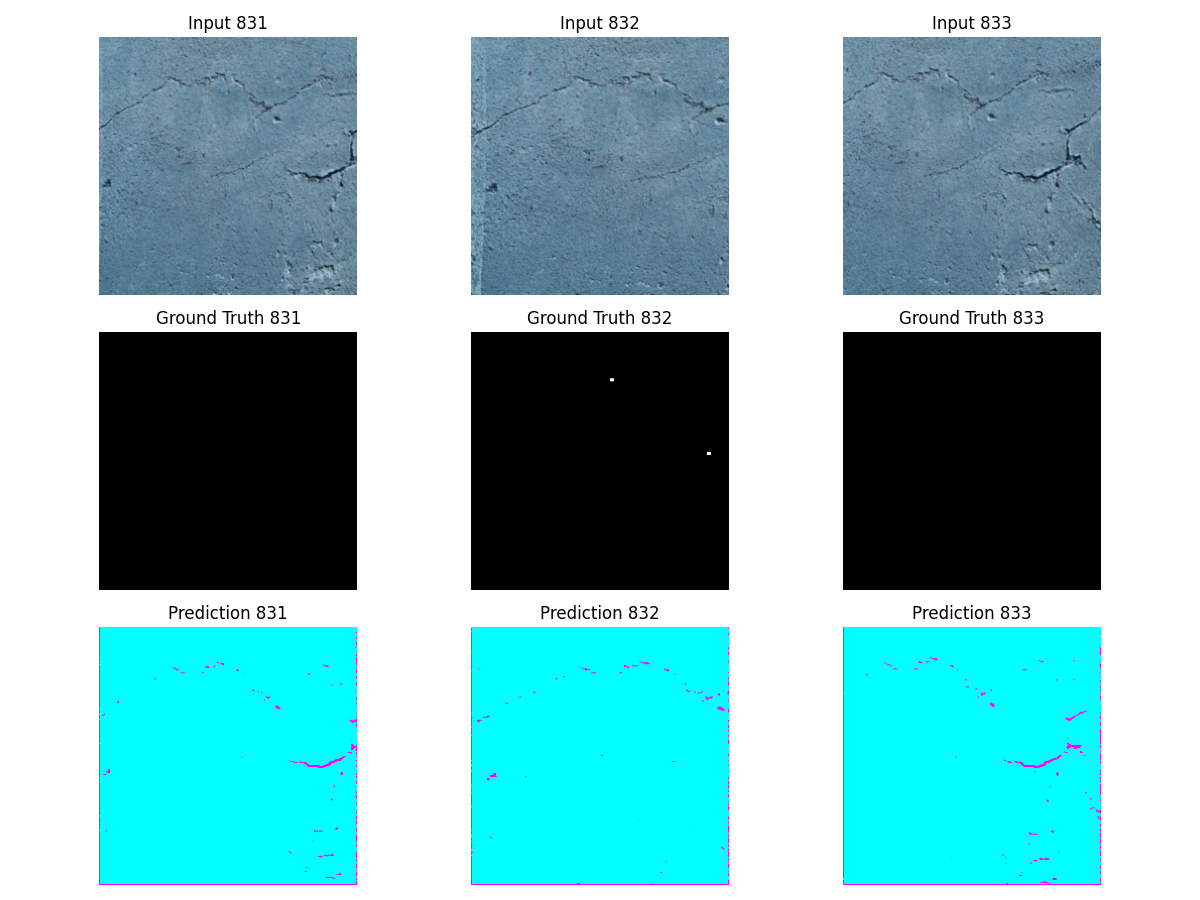 Input 831
Input 832
Input 833
Ground Truth 831
Ground Truth 832
Ground Truth 833
Prediction 831
Prediction 832
Prediction 833